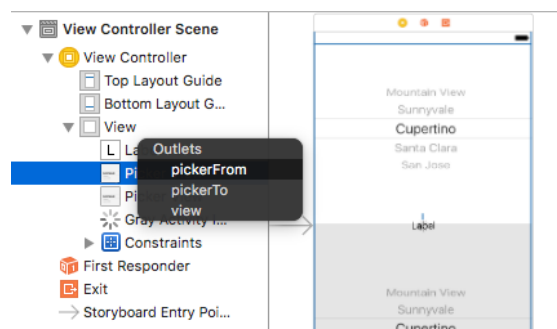 View Controller Scene
View Controller
Top Layout Guide
Bottom Layout G...
View
L
Outlets
pickerFrom
pickerTo
view
Gray Activity I...
Constraints
First Responder
Exit
Storyboard Entry Poi...
Mountain View
Sunnyvale
Cupertino
Santa Clara
San Jose
Label
Mountain View
Sunnyvale
Cupertino